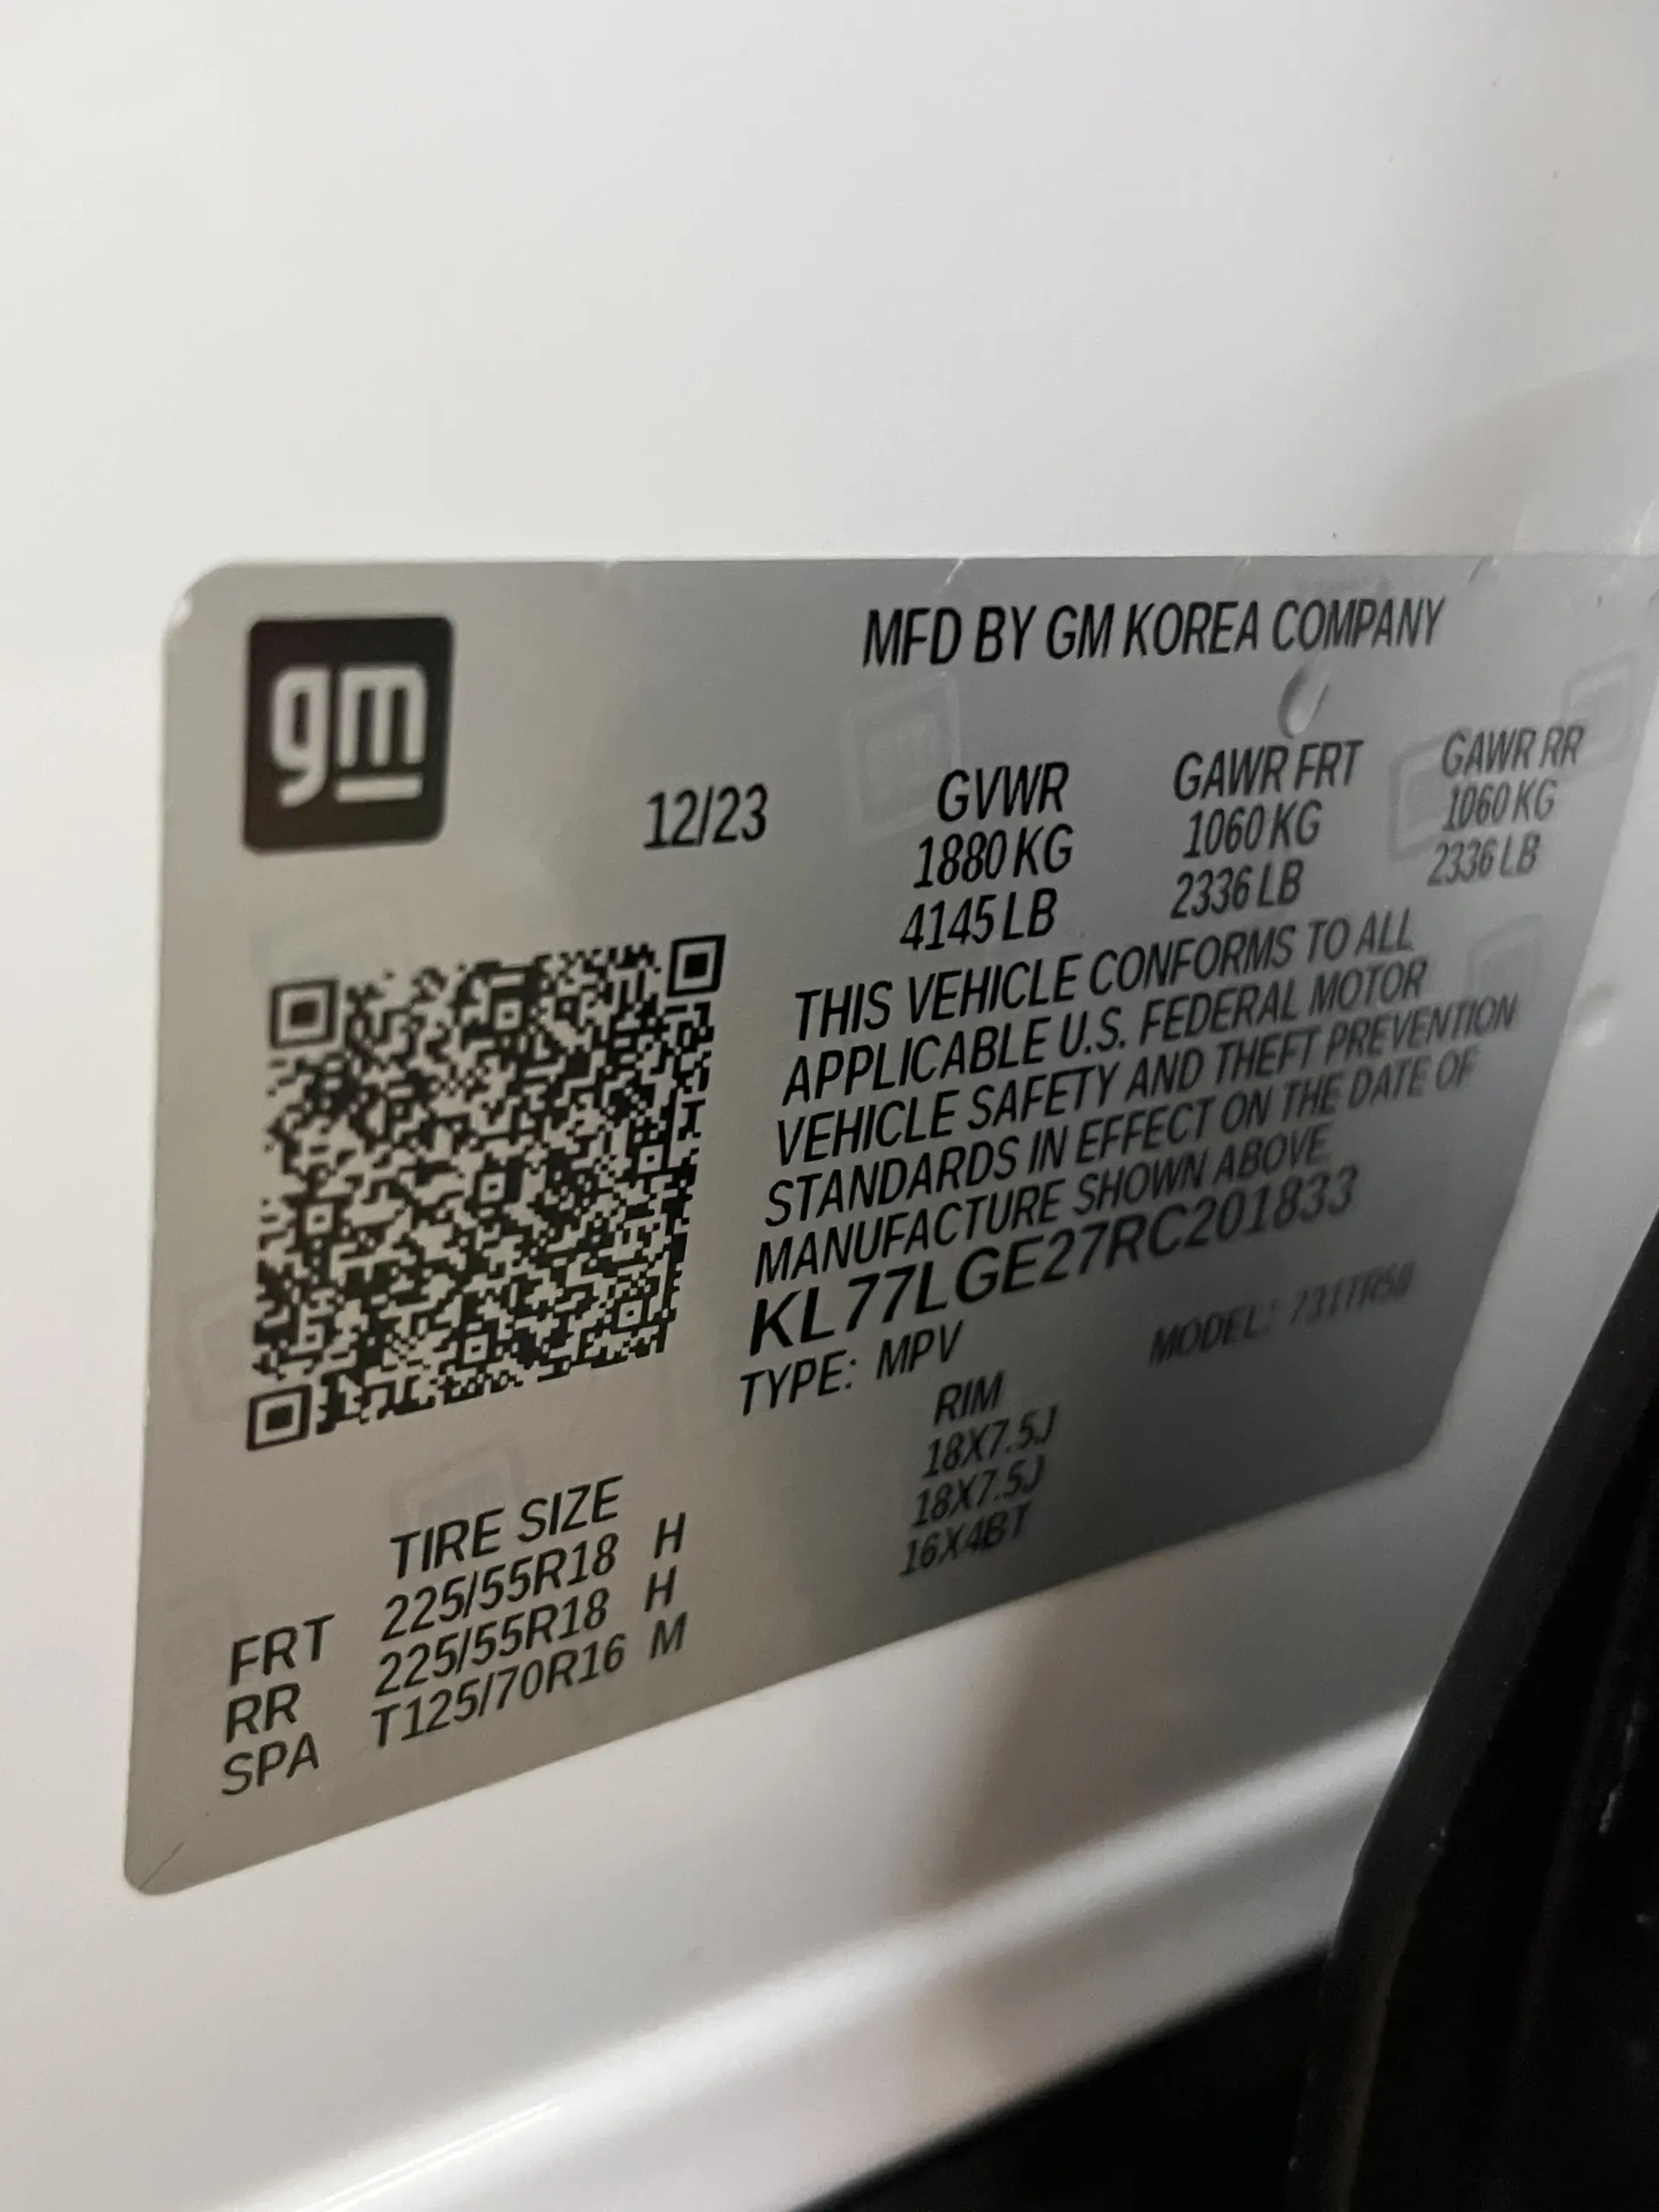 gm
MFD BY GM KOREA COMPANY
12/23
GVWR GAWR FRT GAWR RR
1880 KG 1060 KG 1060 KG
4145 LB 2336 LB 2336 LB
THIS VEHICLE CONFORMS TO ALL
APPLICABLE U.S. FEDERAL MOTOR
VEHICLE SAFETY AND THEFT PREVENTION
STANDARDS IN EFFECT ON THE DATE OF
MANUFACTURE SHOWN ABOVE.
KL77LGE27RC201833
TYPE: MPV MODEL:
TIRE SIZE RIM
FRT 225/55R18 H 18X7.5J
RR 225/55R18 H 18X7.5J
SPA T125/70R16 M 16X4BT